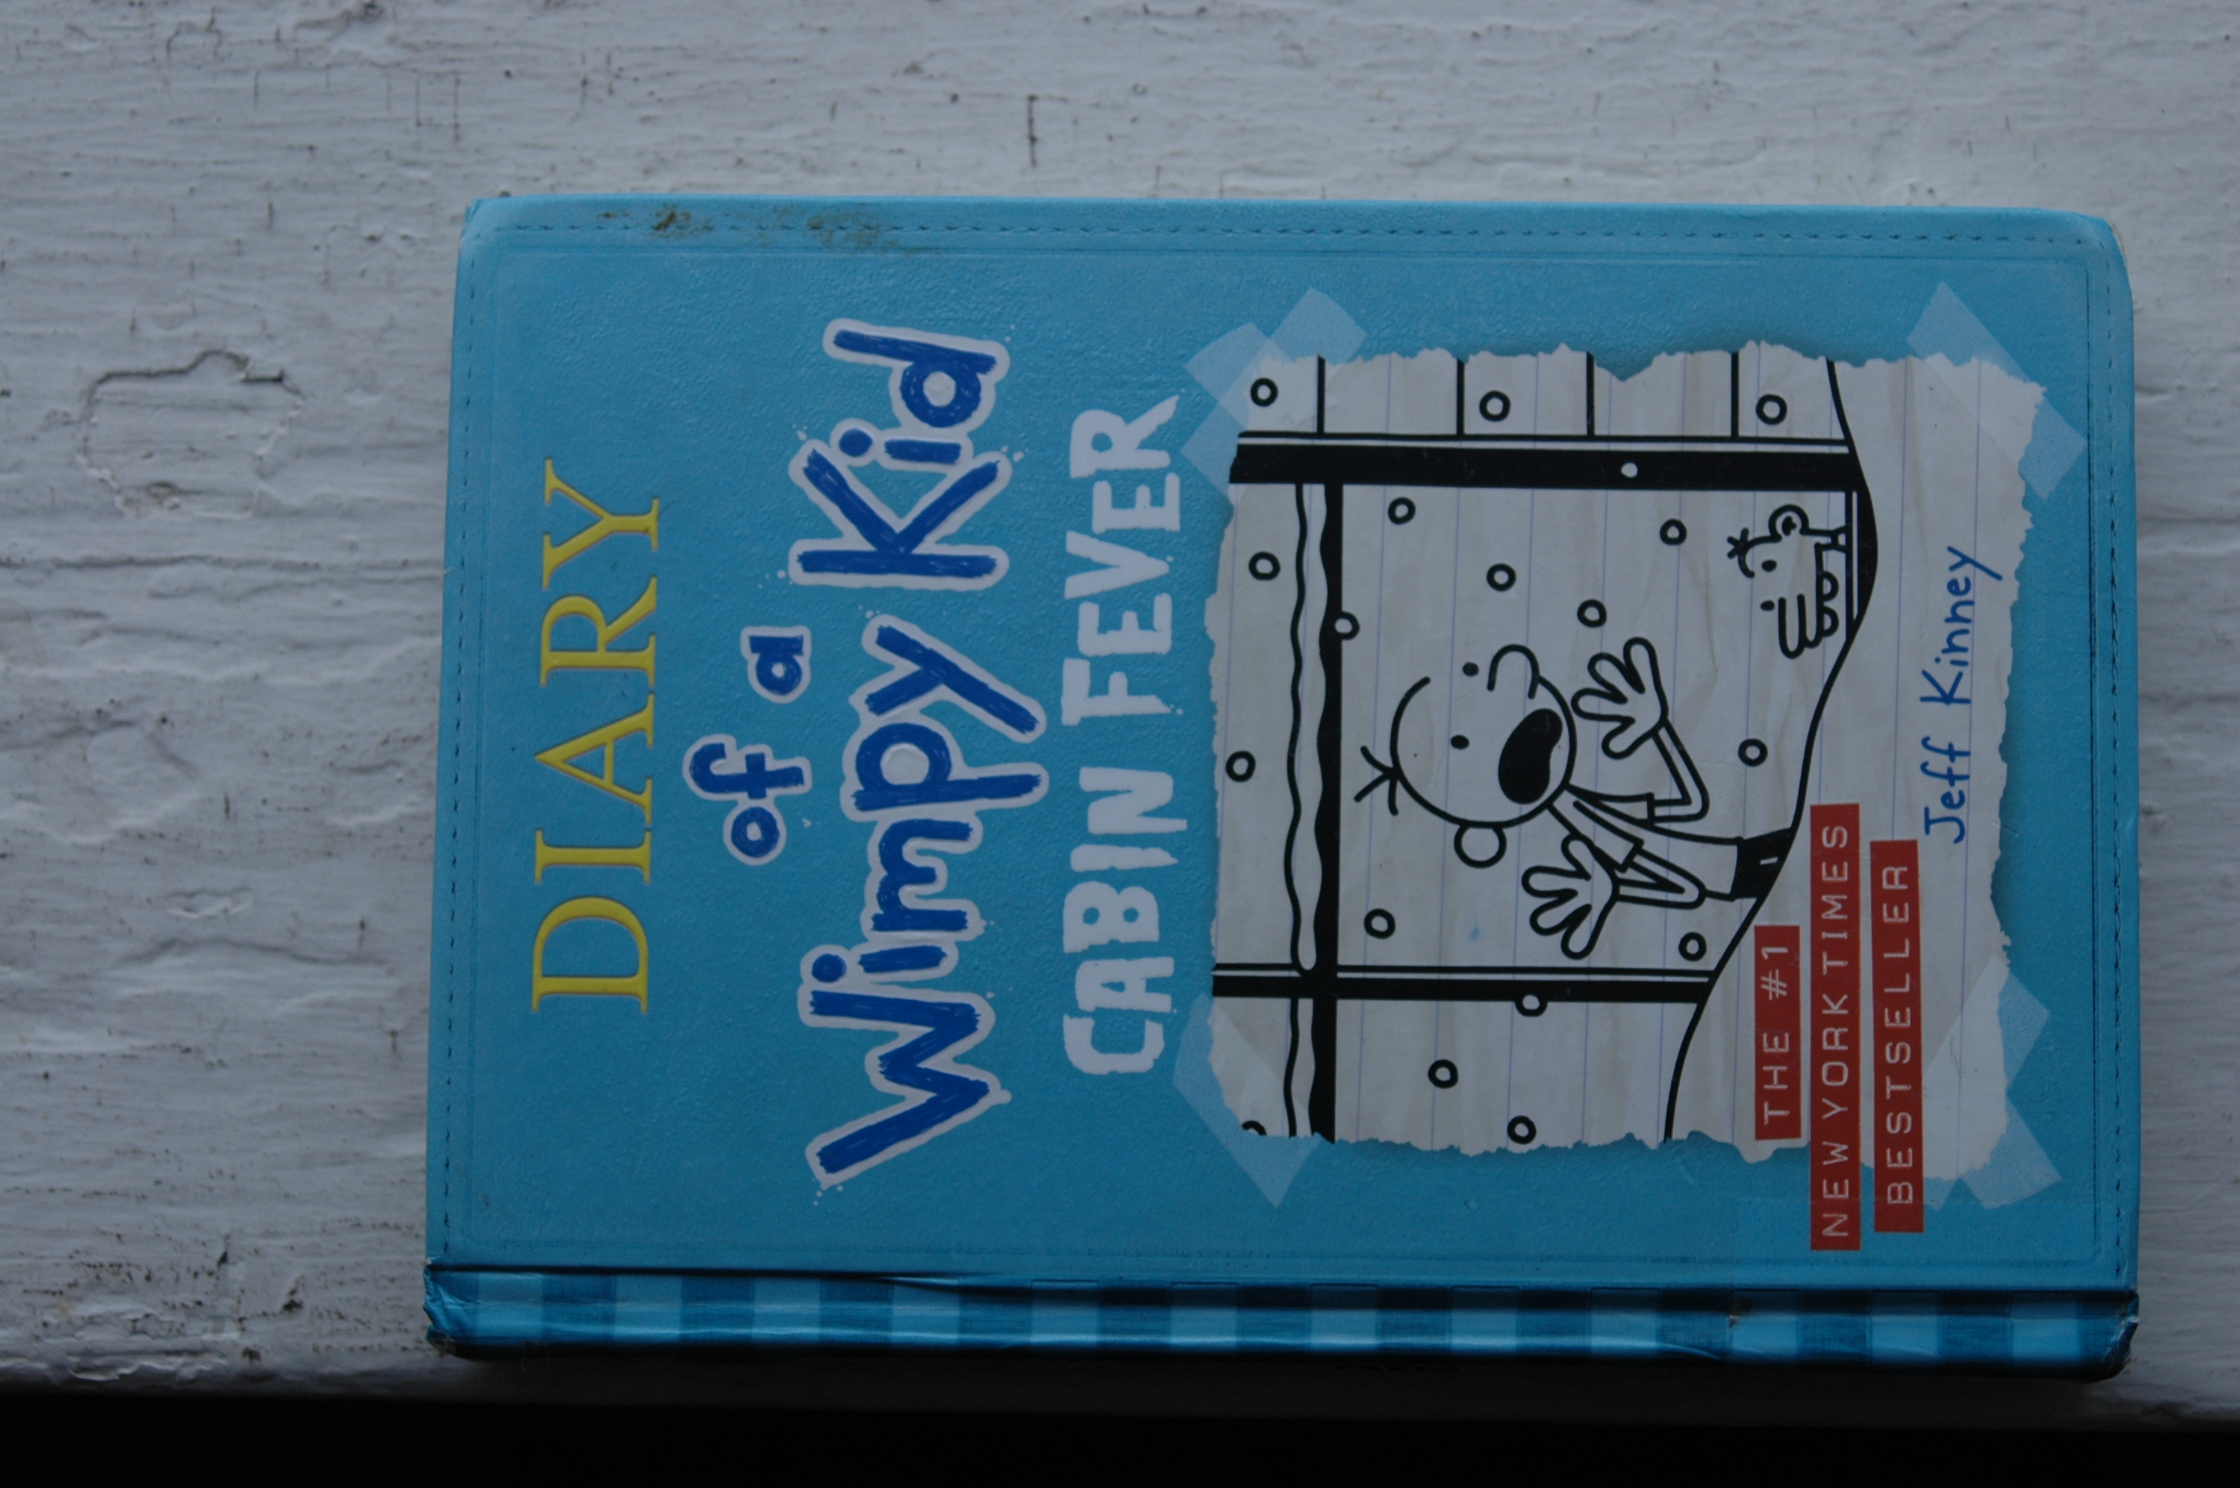 DIARY
of a
Wimpy Kid
CABIN FEVER
THE #1
NEW YORK TIMES
BESTSELLER
Jeff Kinney